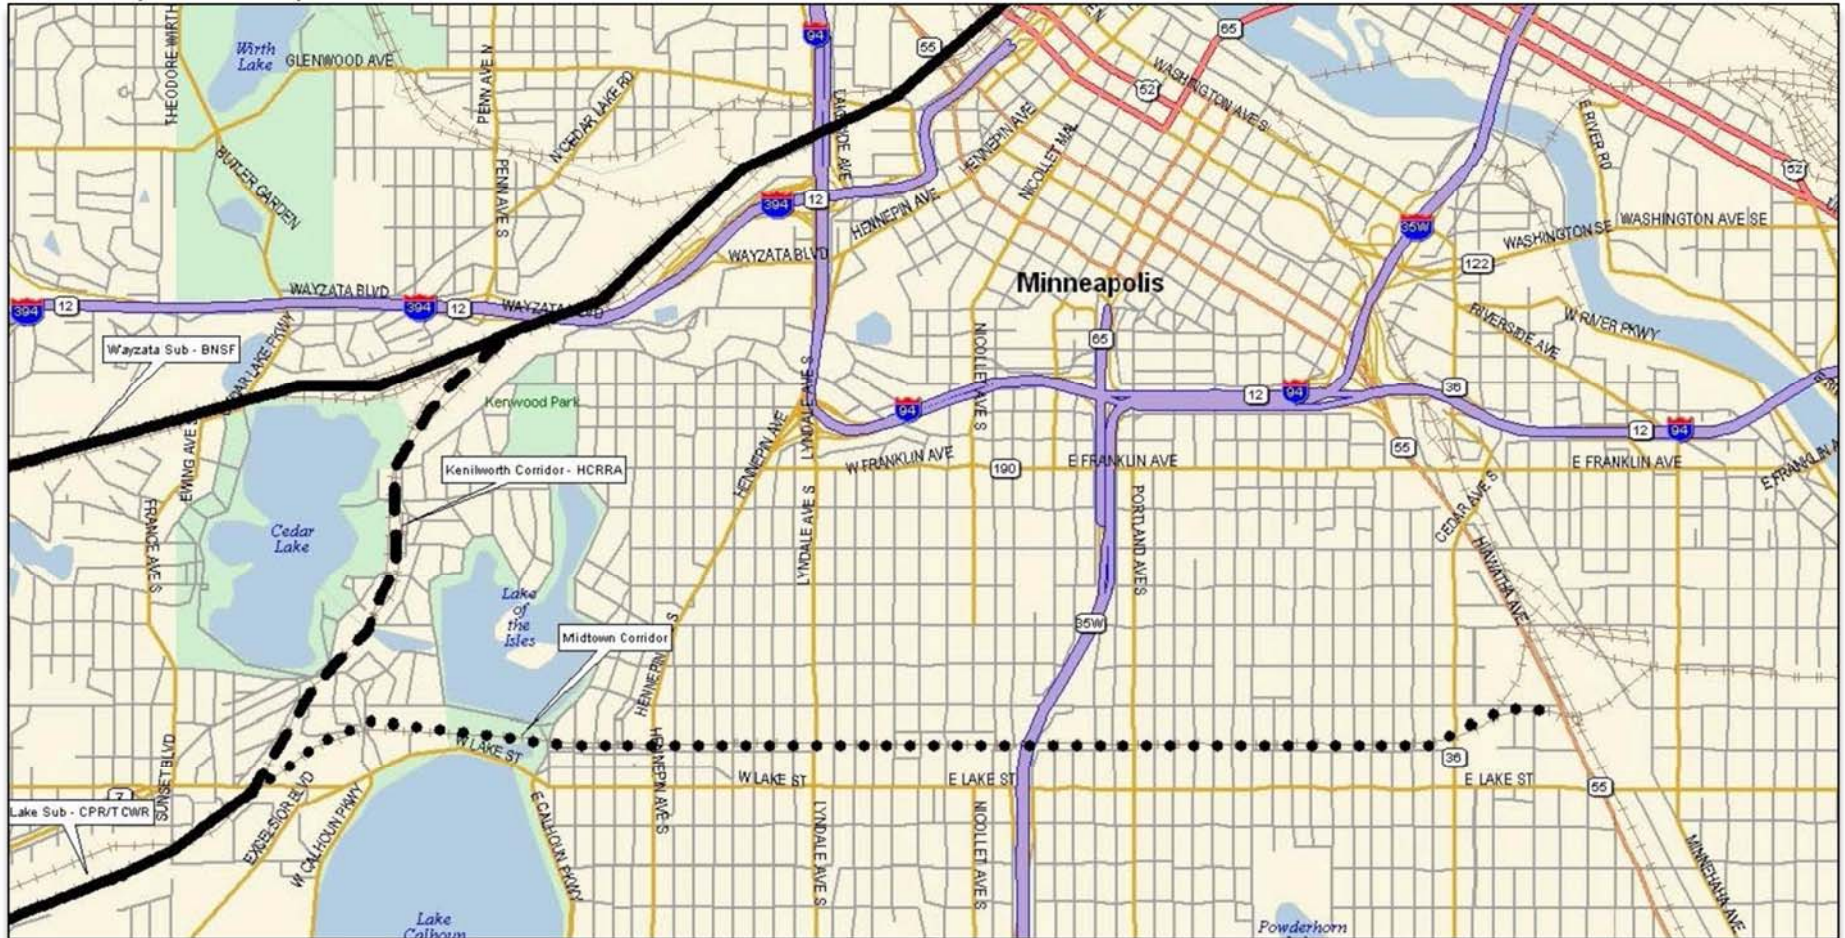 THEODORE WIRTH
Wirth
Lake
GLENWOOD AVE
PENN AVE N
94
55
65
52
WASHINGTON AVE S
E RIVER RD
52
N CEDAR LAKE RD
BUTLER GARDEN
PENN AVE S
HENNEPIN AVE
NICOLLET MAL
394
12
HENNEPIN AVE
35W
WASHINGTON AVE SE
WASHINGTON SE
122
WAYZATA BLVD
Minneapolis
WAYZATA BLVD
394
12
394
12
WAYZATA BLVD
RIVERSIDE AVE
W RIVER PKWY
Wayzata Sub - BNSF
CEDAR LAKE PKWY
65
NICOLLET AVE S
LYNDALE AVE S
Kenwood Park
94
12
94
36
12
94
HENNEPIN AVE
55
W FRANKLIN AVE
190
E FRANKLIN AVE
E FRANKLIN AVE
E FRANKLIN A
EWING AVE S
Kenilworth Corridor - HCRRA
CEDAR AVE S
FRANCE AVE S
Cedar
Lake
LYNDALE AVE S
PORTLAND AVE S
HIAWATHA AVE
Lake
of
the
Isles
35W
Midtown Corridor
HENNEPIN S
W LAKE ST
HENNEPIN AVE S
36
SUNSET BLVD
W LAKE ST
E LAKE ST
E LAKE ST
55
7
Lake Sub - CPR/TCWR
EXCELSIOR BLVD
W CALHOUN PKWY
E CALHOUN PKWY
LYNDALE AVE S
NICOLLET AVE S
MINNEHAHA AVE
Lake
Calhoun
Powderhorn